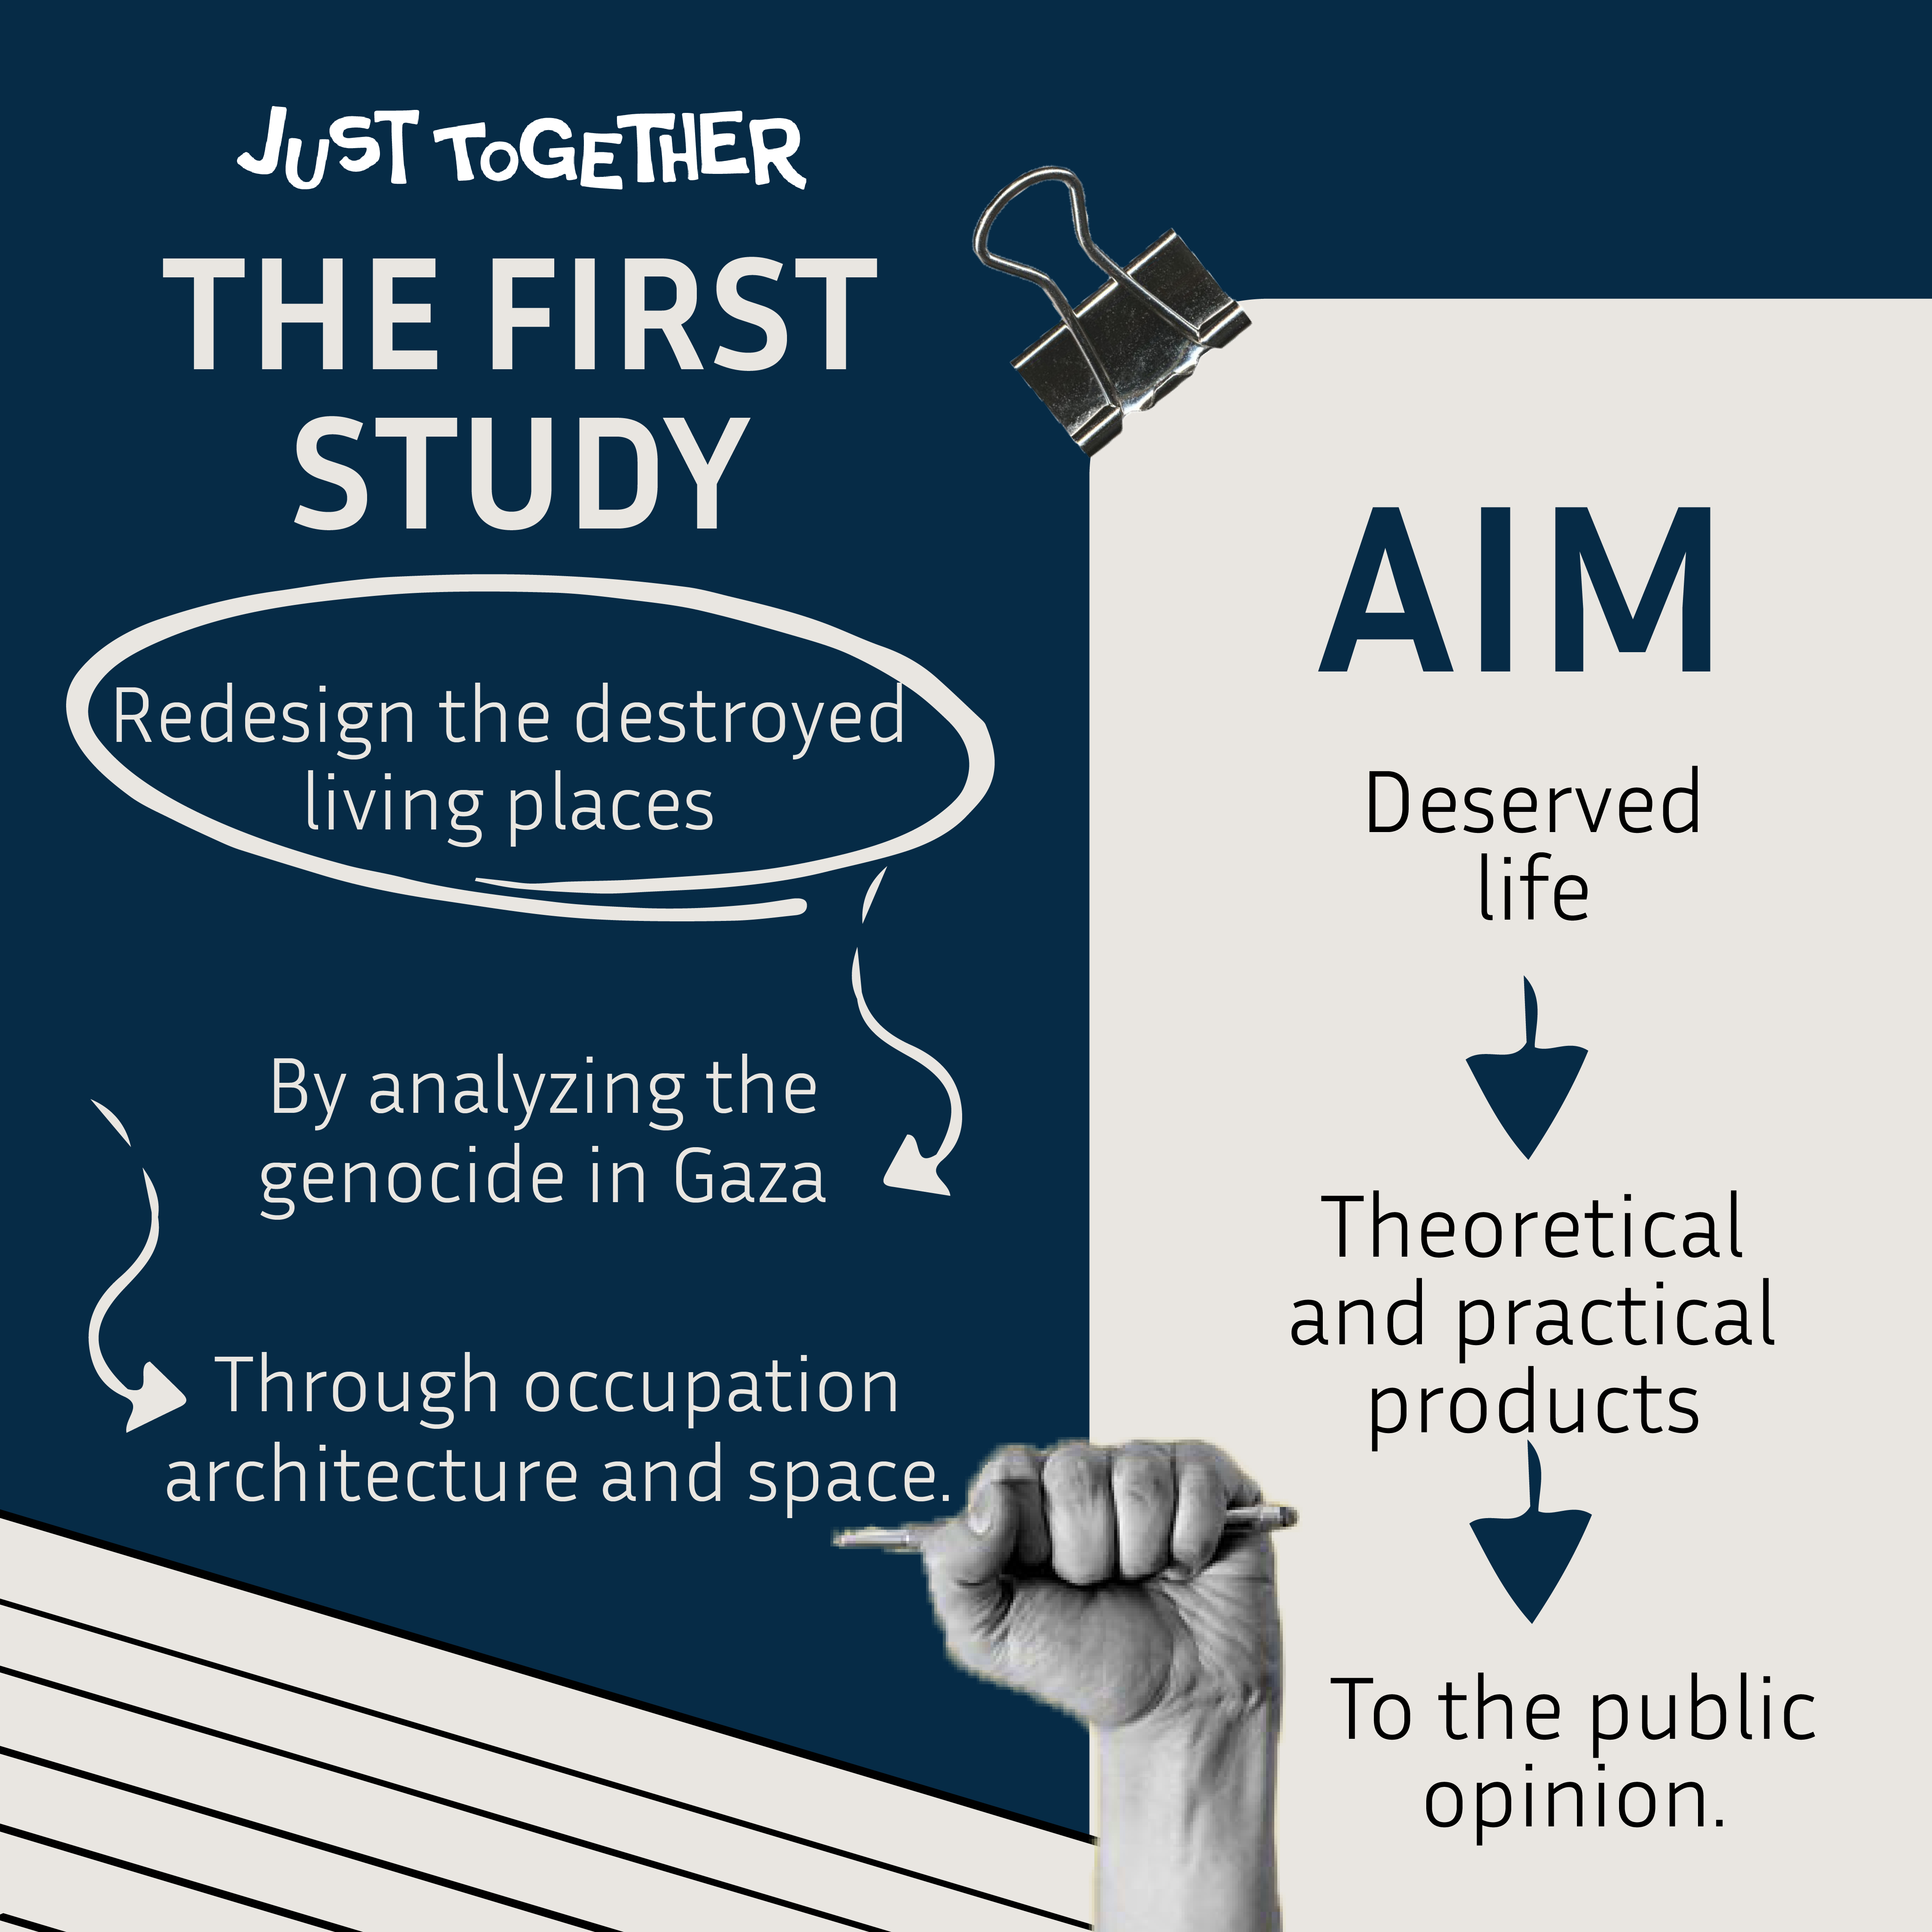 JUST TOGETHER
THE FIRST
STUDY
Redesign the destroyed
living places
By analyzing the
genocide in Gaza
Through occupation
architecture and space.
AIM
Deserved
life
Theoretical
and practical
products
To the public
opinion.